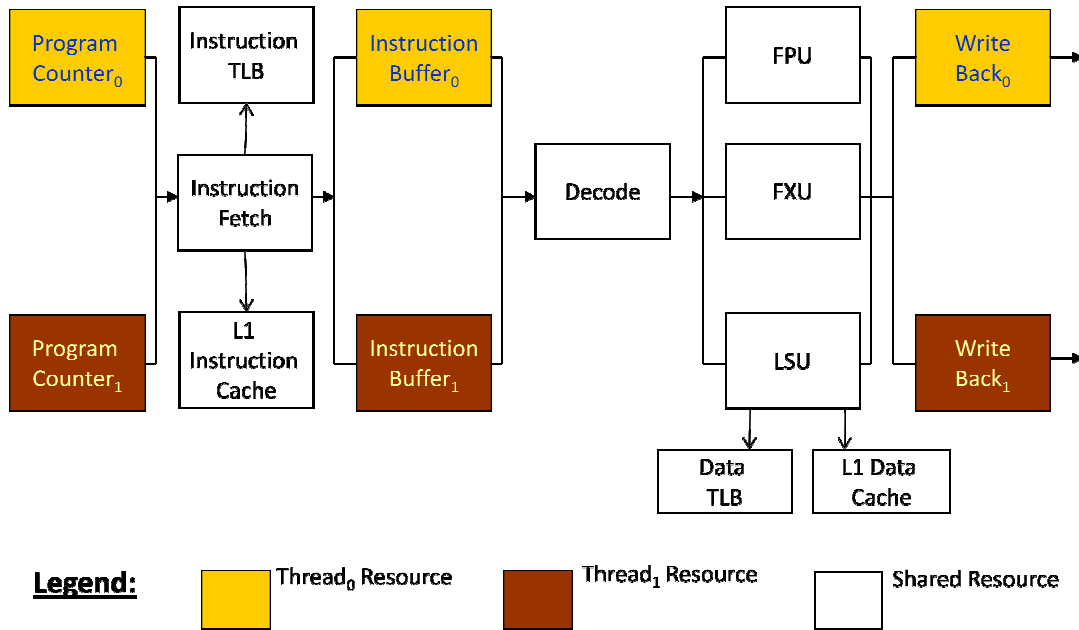 Program
Counter₀
Instruction
TLB
Instruction
Buffer₀
FPU
Write
Back₀
Instruction
Fetch
Decode
FXU
Program
Counter₁
L1
Instruction
Cache
Instruction
Buffer₁
LSU
Write
Back₁
Data
TLB
L1 Data
Cache
Legend:
Thread₀ Resource
Thread₁ Resource
Shared Resource